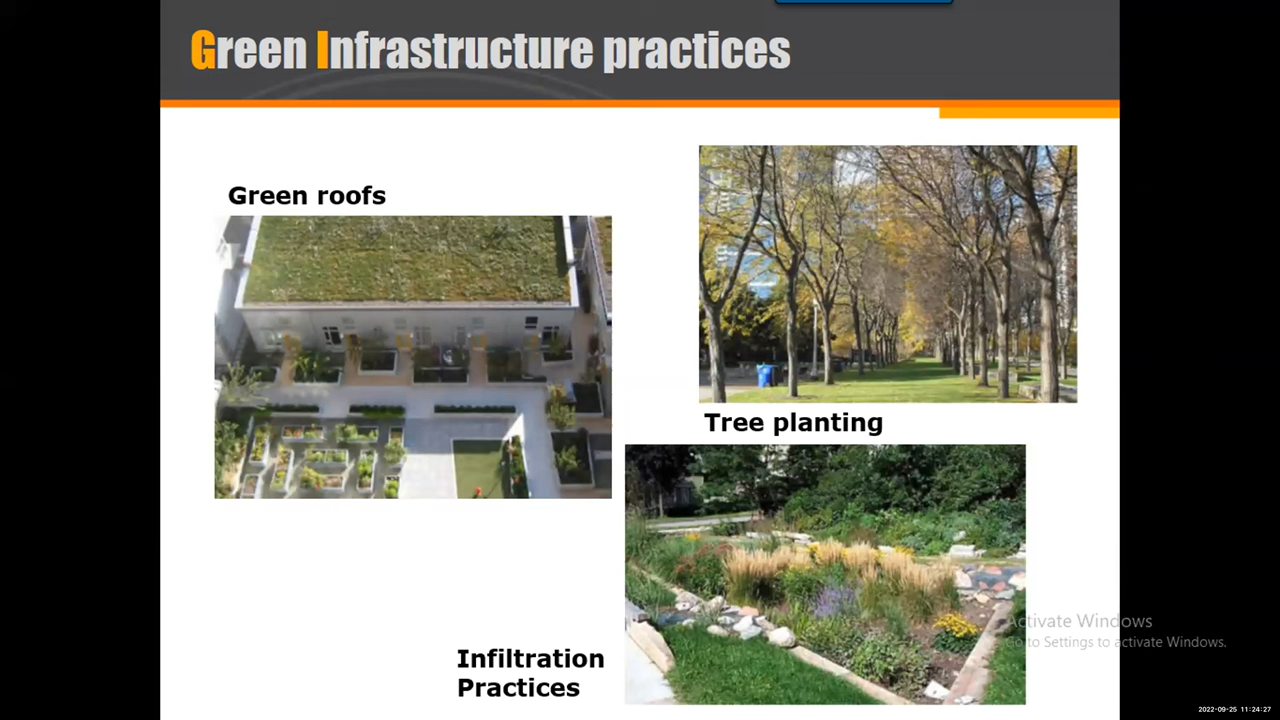 Green Infrastructure practices
Green roofs
Tree planting
Infiltration
Practices
Activate Windows
Go to Settings to activate Windows.
2022-09-25 11:24:27